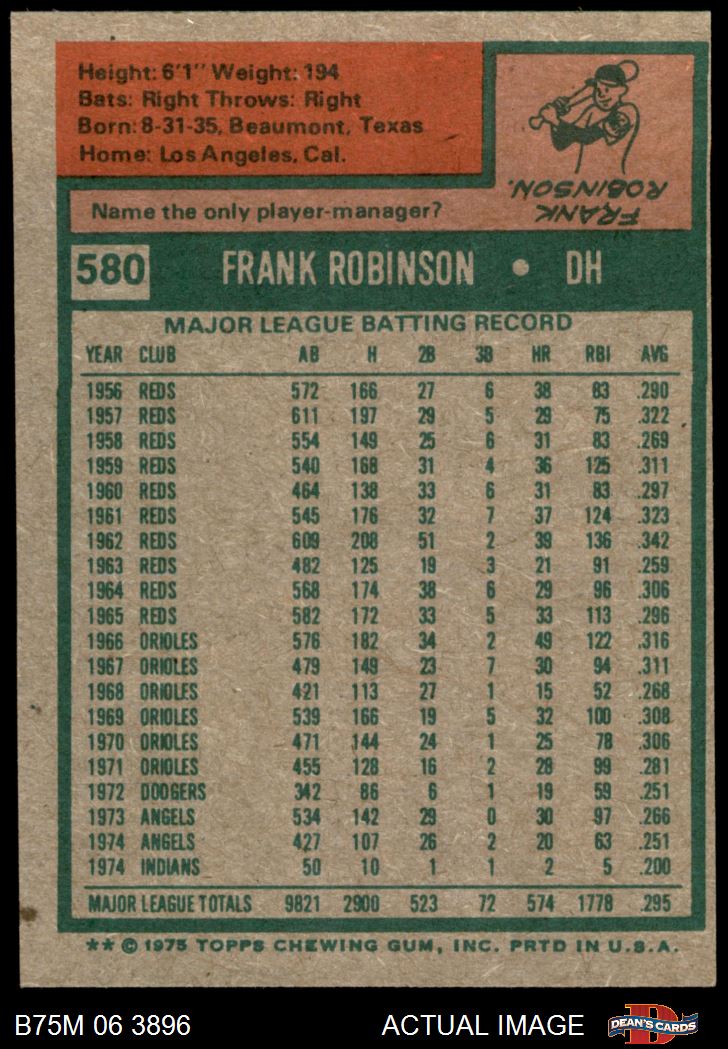 Height: 6'1" Weight: 194
Bats: Right Throws: Right
Born: 8-31-35, Beaumont, Texas
Home: Los Angeles, Cal.
Name the only player-manager?
FRANK
ROBINSON.
580 FRANK ROBINSON • DH
MAJOR LEAGUE BATTING RECORD
YEAR CLUB AB H 2B 3B HR RBI AVG
1956 REDS 572 166 27 6 38 83 .290
1957 REDS 611 197 29 5 29 75 .322
1958 REDS 554 149 25 6 31 83 .269
1959 REDS 540 168 31 4 36 125 .311
1960 REDS 464 138 33 6 31 83 .297
1961 REDS 545 176 32 7 37 124 .323
1962 REDS 609 208 51 2 39 136 .342
1963 REDS 482 125 19 3 21 91 .259
1964 REDS 568 174 38 6 29 96 .306
1965 REDS 582 172 33 5 33 113 .296
1966 ORIOLES 576 182 34 2 49 122 .316
1967 ORIOLES 479 149 23 7 30 94 .311
1968 ORIOLES 421 113 27 1 15 52 .268
1969 ORIOLES 539 166 19 5 32 100 .308
1970 ORIOLES 471 144 24 1 25 78 .306
1971 ORIOLES 455 128 16 2 28 99 .281
1972 DODGERS 342 86 6 1 19 59 .251
1973 ANGELS 534 142 29 0 30 97 .266
1974 ANGELS 427 107 26 2 20 63 .251
1974 INDIANS 50 10 1 1 2 5 .200
MAJOR LEAGUE TOTALS 9821 2900 523 72 574 1778 .295
** © 1975 TOPPS CHEWING GUM, INC. PRTD IN U.S.A.
B75M 06 3896 ACTUAL IMAGE D DEAN'S CARDS